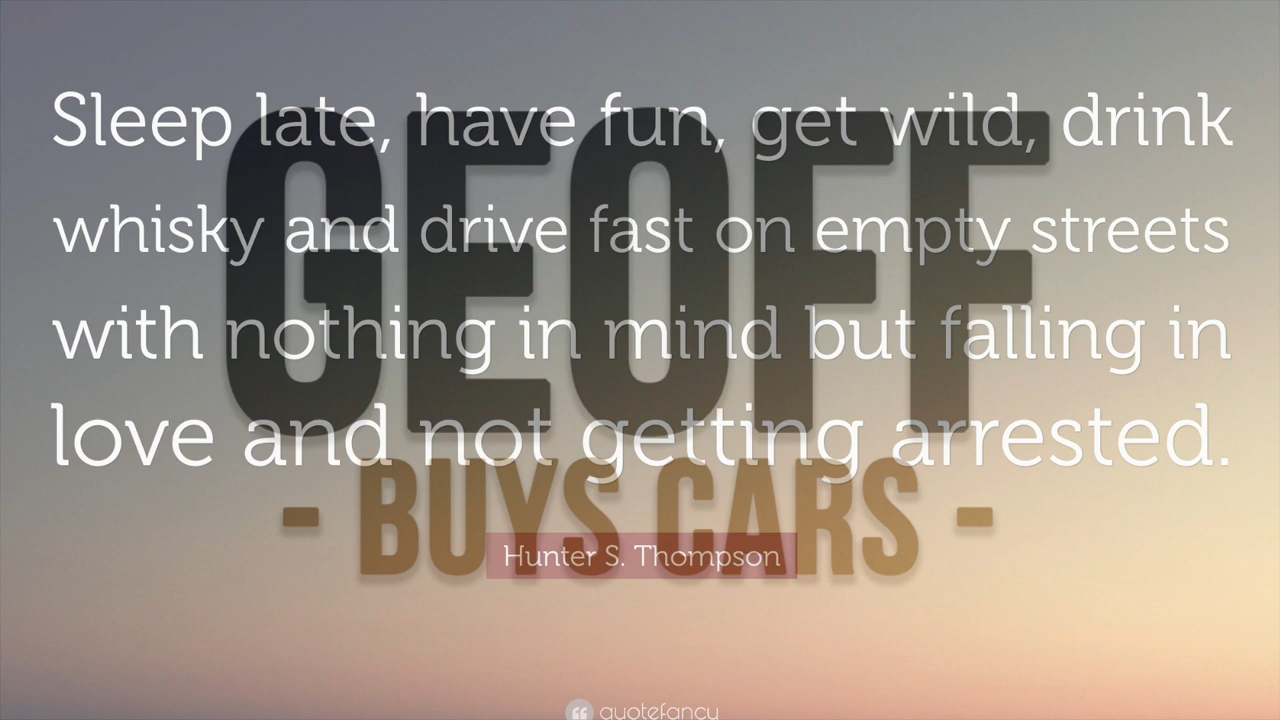 Sleep late, have fun, get wild, drink
whisky and drive fast on empty streets
with nothing in mind but falling in
love and not getting arrested.
GEOFF
- BUYS CARS -
Hunter S. Thompson
quotefancy